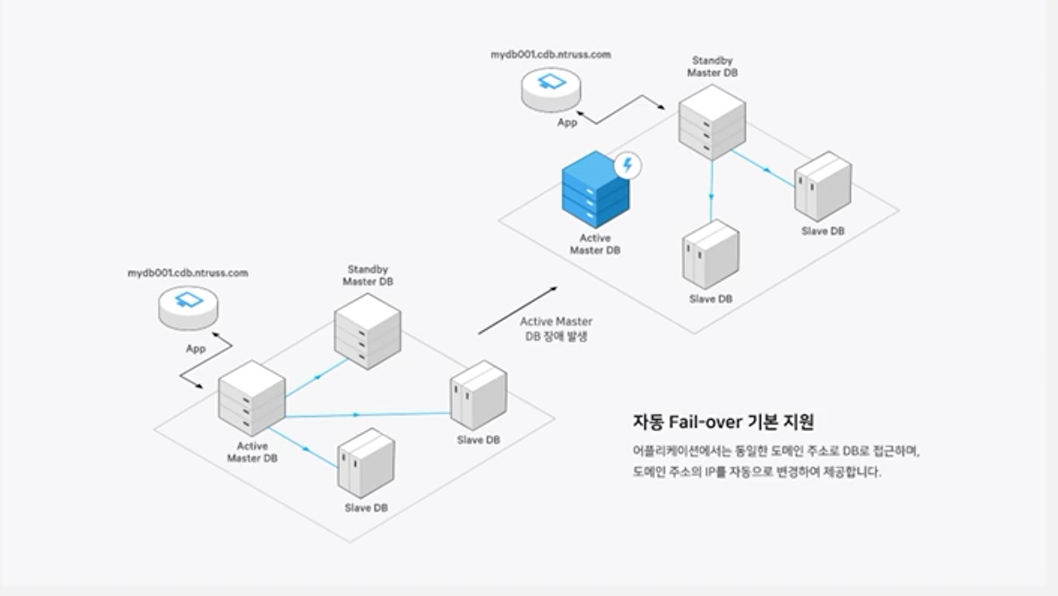 mydb001.cdb.ntruss.com
App
Standby
Master DB
Active
Master DB
Slave DB
Slave DB
Active Master
DB 장애 발생
mydb001.cdb.ntruss.com
App
Standby
Master DB
Active
Master DB
Slave DB
Slave DB
자동 Fail-over 기본 지원
어플리케이션에서는 동일한 도메인 주소로 DB로 접근하며,
도메인 주소의 IP를 자동으로 변경하여 제공합니다.